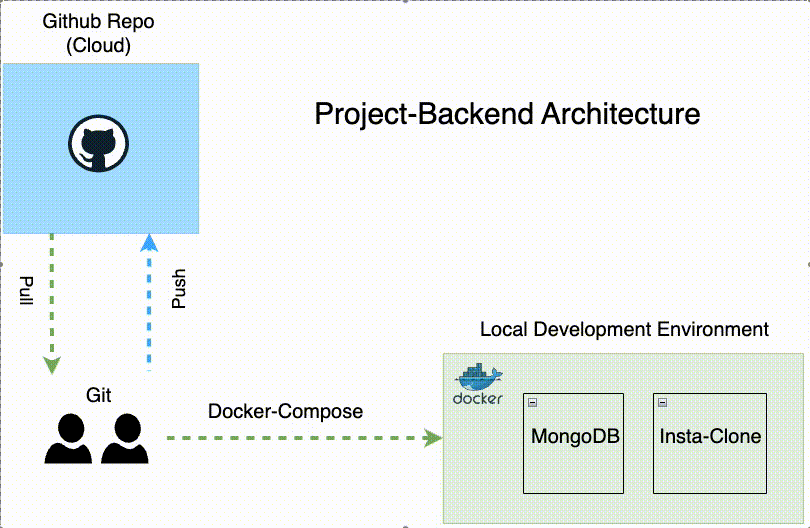 Github Repo
(Cloud)
Project-Backend Architecture
Pull
Push
Local Development Environment
Git
Docker-Compose
docker
MongoDB
Insta-Clone